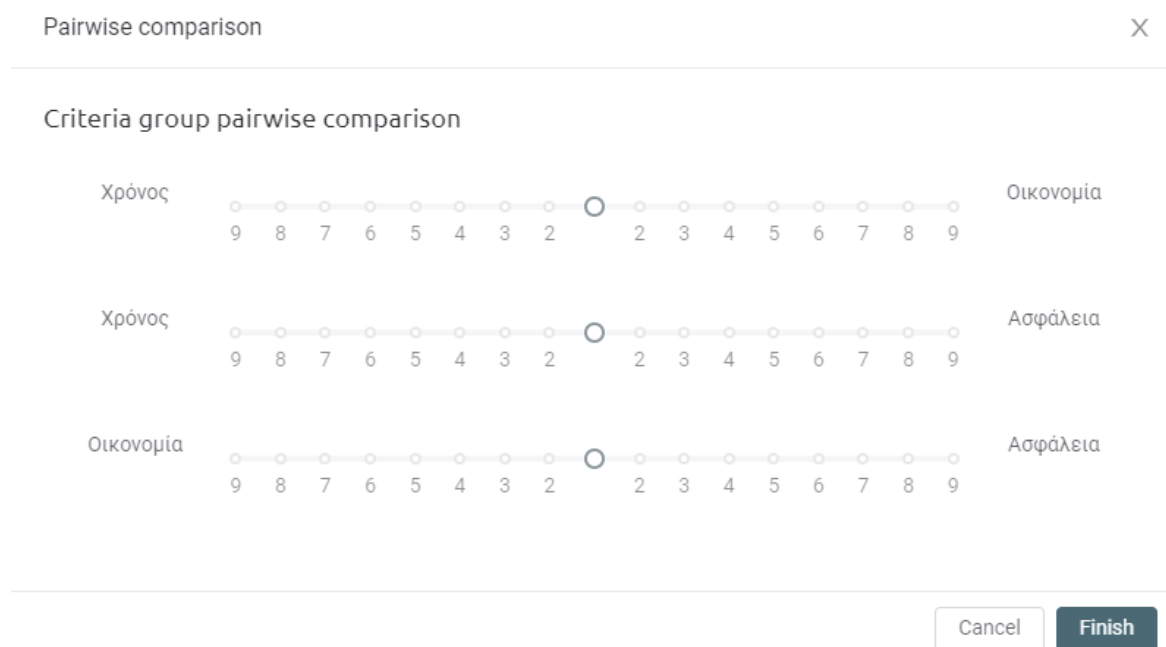 Pairwise comparison X
Criteria group pairwise comparison
Χρόνος Οικονομία
9 8 7 6 5 4 3 2 2 3 4 5 6 7 8 9
Χρόνος Ασφάλεια
9 8 7 6 5 4 3 2 2 3 4 5 6 7 8 9
Οικονομία Ασφάλεια
9 8 7 6 5 4 3 2 2 3 4 5 6 7 8 9
Cancel Finish